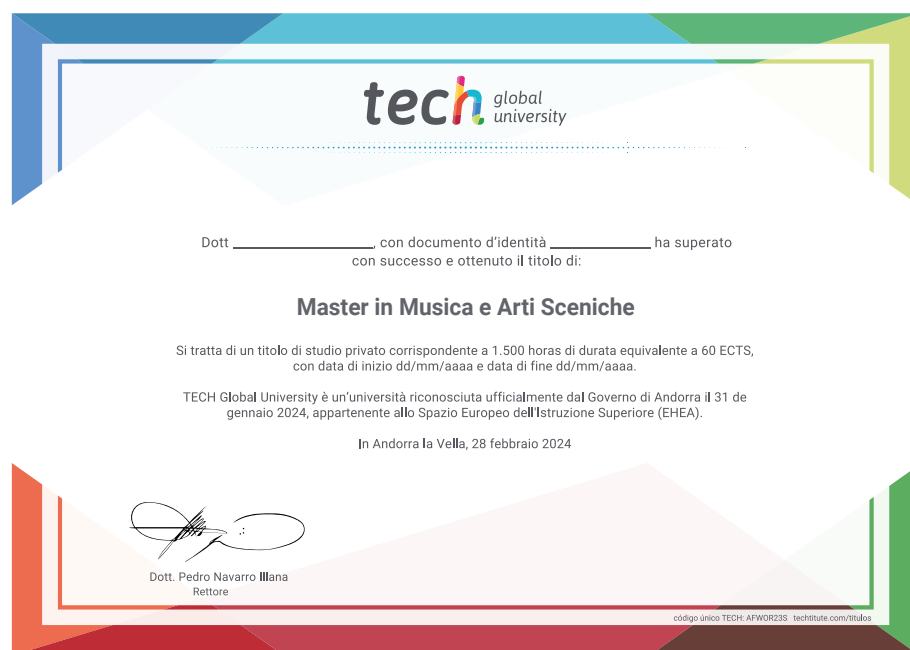 tech global university
Dott ______________, con documento d'identità __________ ha superato
con successo e ottenuto il titolo di:
Master in Musica e Arti Sceniche
Si tratta di un titolo di studio privato corrispondente a 1.500 horas di durata equivalente a 60 ECTS,
con data di inizio dd/mm/aaaa e data di fine dd/mm/aaaa.
TECH Global University è un'università riconosciuta ufficialmente dal Governo di Andorra il 31 de
gennaio 2024, appartenente allo Spazio Europeo dell'Istruzione Superiore (EHEA).
In Andorra la Vella, 28 febbraio 2024
Dott. Pedro Navarro Illana
Rettore
código único TECH: AFWOR23S techtitute.com/titulos